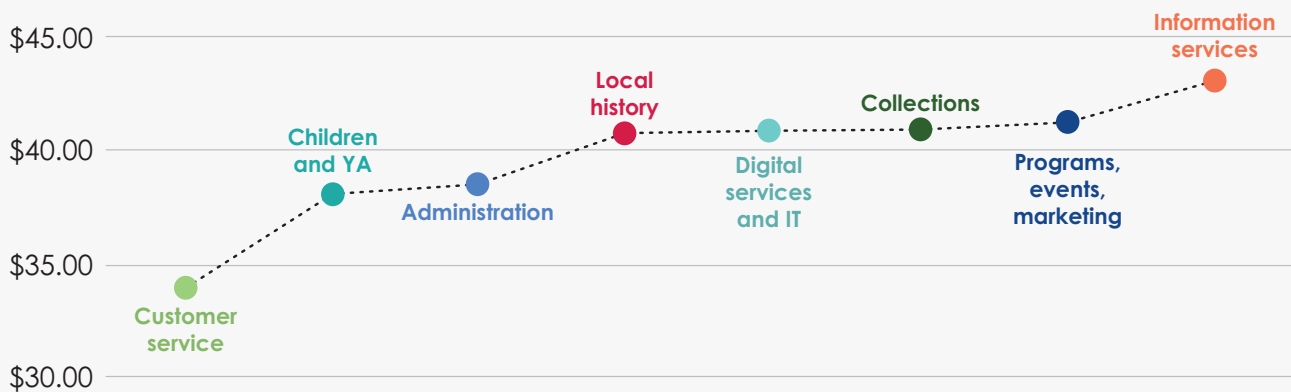 $45.00
$40.00
$35.00
$30.00
Customer
service
Children
and YA
Administration
Local
history
Digital
services
and IT
Collections
Programs,
events,
marketing
Information
services